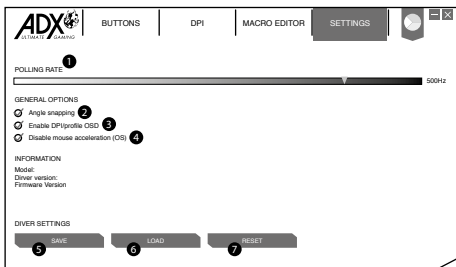 ADX
ULTIMATE GAMING
BUTTONS
DPI
MACRO EDITOR
SETTINGS
POLLING RATE 1
500Hz
GENERAL OPTIONS
Angle snapping 2
Enable DPI/profile OSD 3
Disable mouse acceleration (OS) 4
INFORMATION
Model:
Dirver version:
Firmware Version
DIVER SETTINGS
SAVE
LOAD
RESET
5
6
7